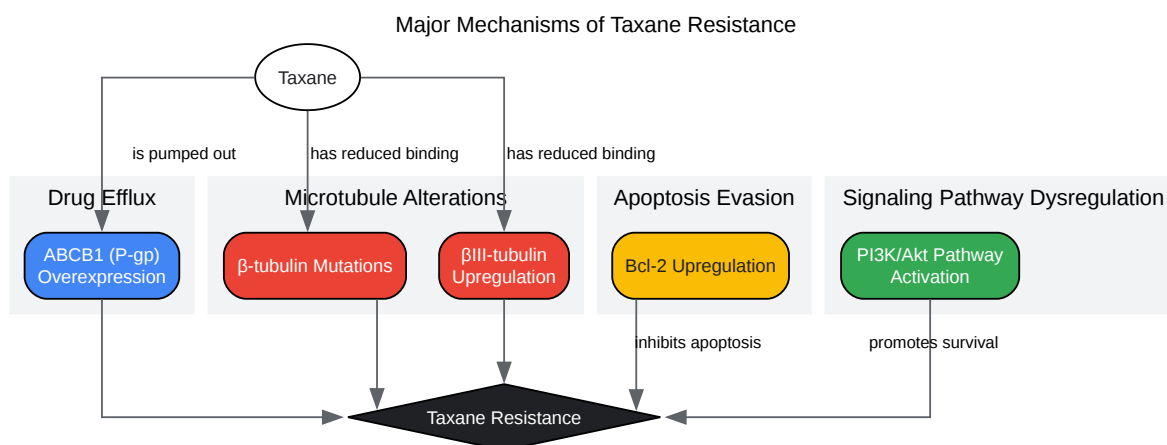 Major Mechanisms of Taxane Resistance
Taxane
is pumped out
has reduced binding
has reduced binding
Drug Efflux
Microtubule Alterations
Apoptosis Evasion
Signaling Pathway Dysregulation
ABCB1 (P-gp)
Overexpression
β-tubulin Mutations
βIII-tubulin
Upregulation
Bcl-2 Upregulation
PI3K/Akt Pathway
Activation
inhibits apoptosis
promotes survival
Taxane Resistance